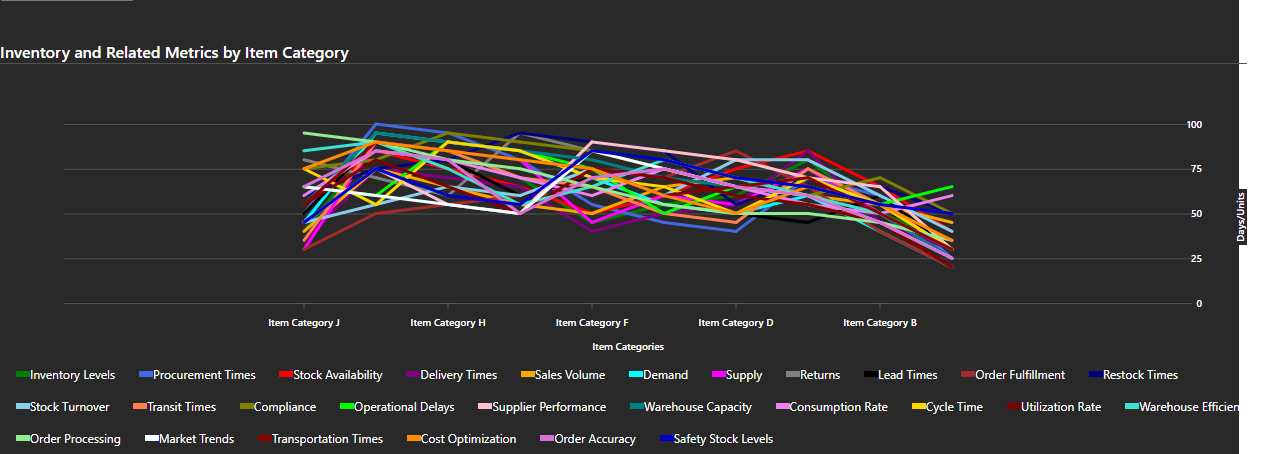 Inventory and Related Metrics by Item Category
100
75
50
25
0
Days/Units
Item Category J Item Category H Item Category F Item Category D Item Category B
Item Categories
Inventory Levels Procurement Times Stock Availability Delivery Times Sales Volume Demand Supply Returns Lead Times Order Fulfillment Restock Times
Stock Turnover Transit Times Compliance Operational Delays Supplier Performance Warehouse Capacity Consumption Rate Cycle Time Utilization Rate Warehouse Efficien
Order Processing Market Trends Transportation Times Cost Optimization Order Accuracy Safety Stock Levels